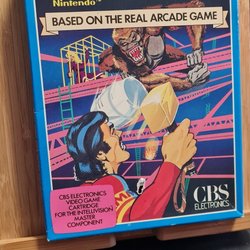 Nintendo
BASED ON THE REAL ARCADE GAME
CBS ELECTRONICS
VIDEO GAME
CARTRIDGE
FOR THE INTELLIVISION
MASTER
COMPONENT
M
CBS
ELECTRONICS